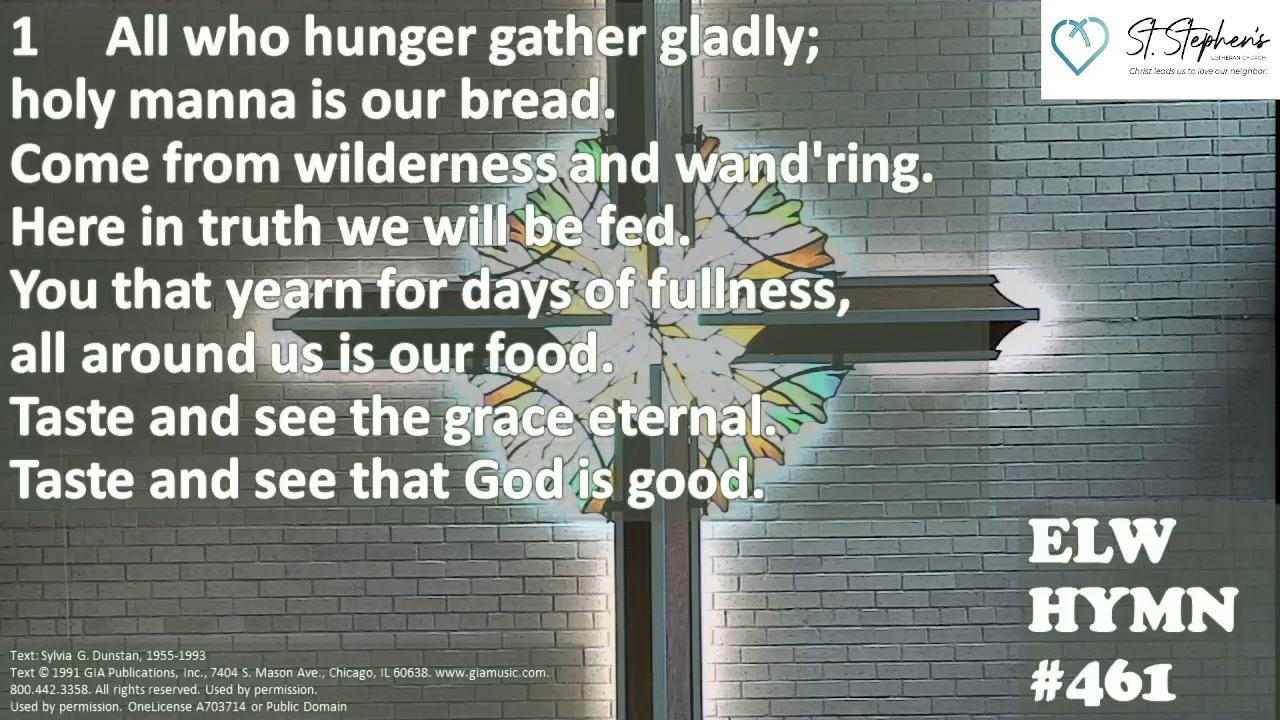 1 All who hunger gather gladly;
holy manna is our bread.
Come from wilderness and wand'ring.
Here in truth we will be fed.
You that yearn for days of fullness,
all around us is our food.
Taste and see the grace eternal.
Taste and see that God is good.
St. Stephen's
LUTHERAN CHURCH
Christ leads us to love our neighbor.
ELW
HYMN
#461
Text: Sylvia G. Dunstan, 1955-1993
Text © 1991 GIA Publications, Inc., 7404 S. Mason Ave., Chicago, IL 60638. www.giamusic.com.
800.442.3358. All rights reserved. Used by permission.
Used by permission. OneLicense A703714 or Public Domain